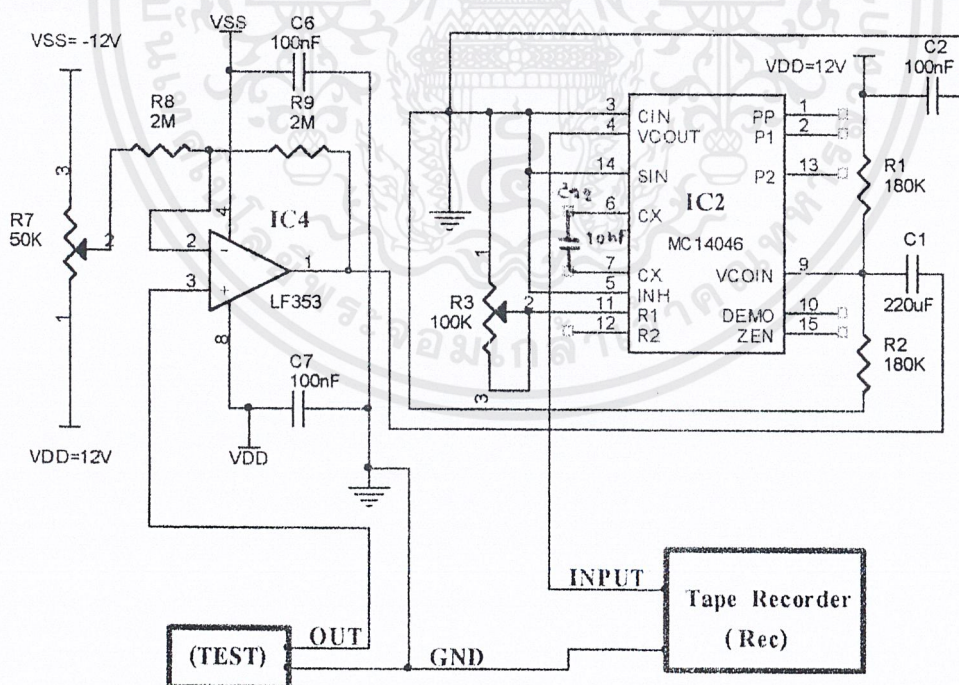 VSS= -12V
VSS
C6
100nF
R8
2M
R9
2M
3
R7
50K
2
1
VDD=12V
4
IC4
2
-
3
+
1
LF353
8
C7
100nF
VDD
VDD=12V
C2
100nF
3 CIN
4 VCOUT
14 SIN
6 CX
7 CX
5 INH
11 R1
12 R2
IC2
MC14046
PP 1
P1 2
P2 13
VCOIN 9
DEMO 10
ZEN 15
10nF
1
R3
100K
2
3
R1
180K
C1
220uF
R2
180K
INPUT
Tape Recorder
(Rec)
(TEST)
OUT
GND